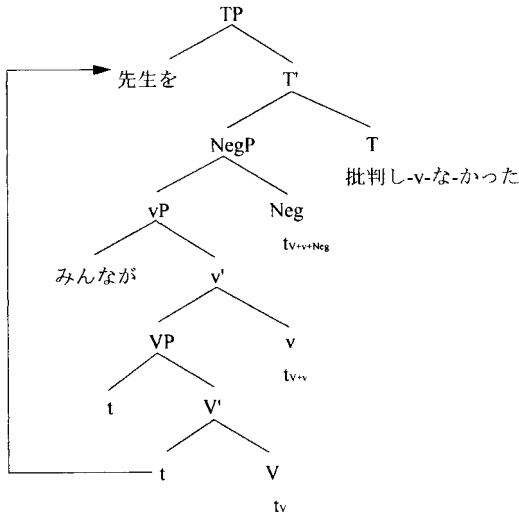 TP
先生を T'
NegP T
批判し-v-な-かった
vP Neg
tV+v+Neg
みんなが v'
VP v
tV+v
t V'
t V
tV